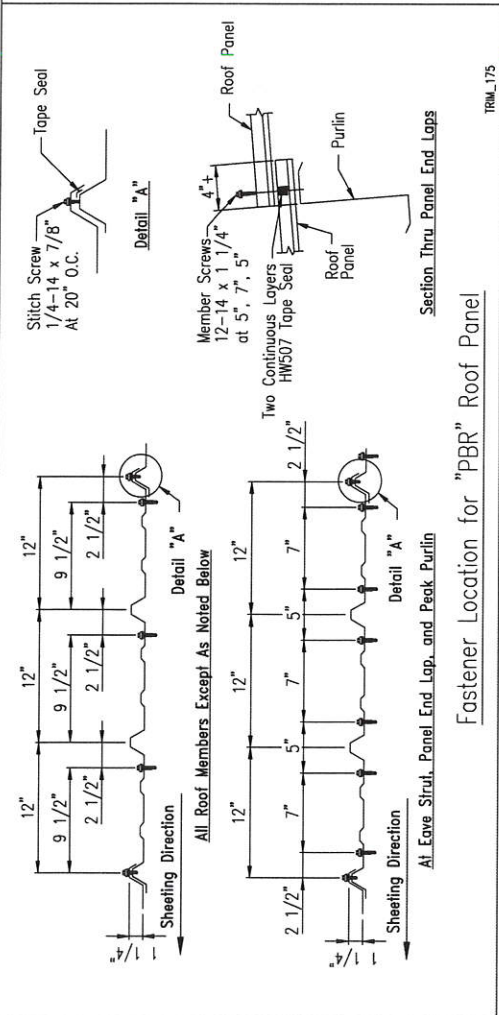 12"
12"
12"
9 1/2"
9 1/2"
9 1/2"
2 1/2"
2 1/2"
2 1/2"
1 1/4"
Sheeting Direction
Detail "A"
All Roof Members Except As Noted Below
12"
12"
12"
2 1/2"
7"
5"
7"
5"
7"
2 1/2"
1 1/4"
Sheeting Direction
Detail "A"
At Eave Strut, Panel End Lap, and Peak Purlin
Stitch Screw
1/4-14 x 7/8"
At 20" O.C.
Tape Seal
Detail "A"
Member Screws
12-14 x 1 1/4"
at 5", 7", 5"
4"+
Roof Panel
Two Continuous Layers
HW507 Tape Seal
Roof
Panel
Purlin
Section Thru Panel End Laps
Fastener Location for "PBR" Roof Panel
TRIM_175